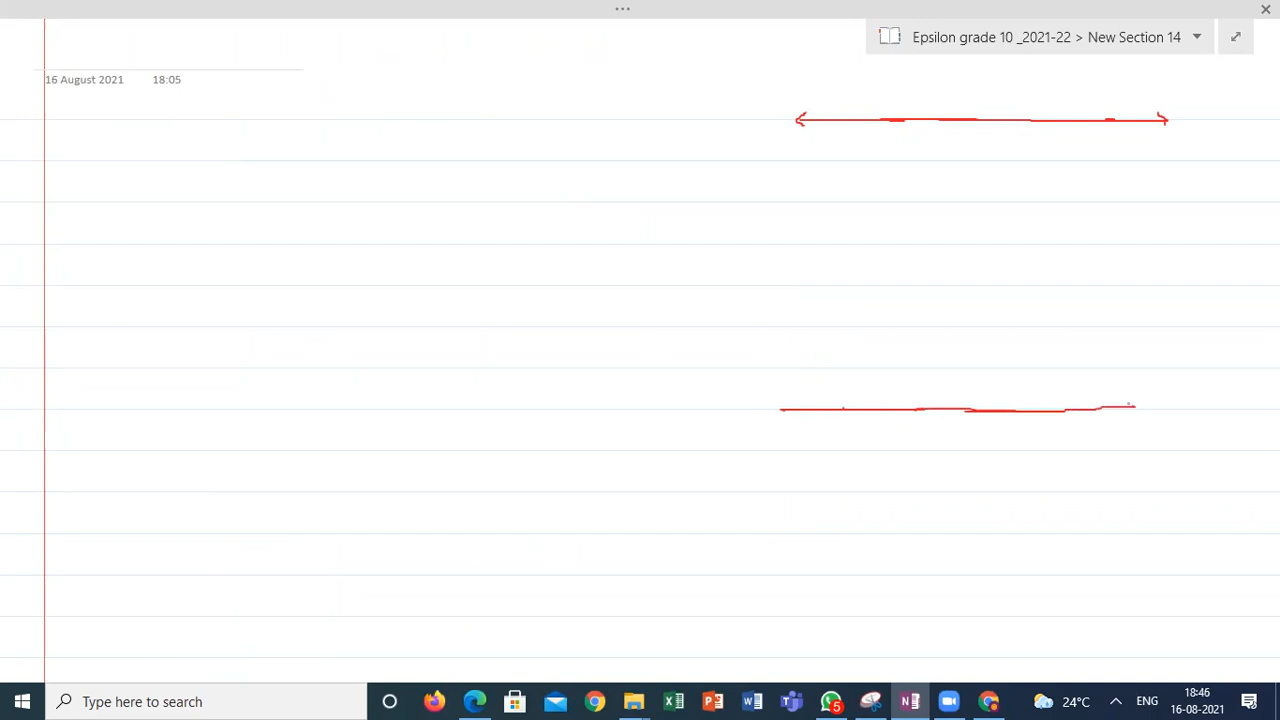 Epsilon grade 10 _2021-22 > New Section 14
16 August 2021 18:05
Type here to search
5
24°C
ENG
18:46
16-08-2021